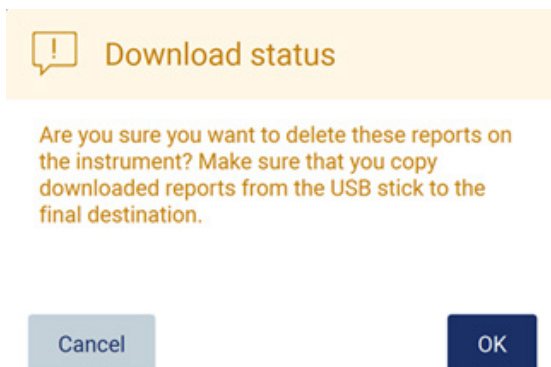 Download status
Are you sure you want to delete these reports on
the instrument? Make sure that you copy
downloaded reports from the USB stick to the
final destination.
Cancel
OK